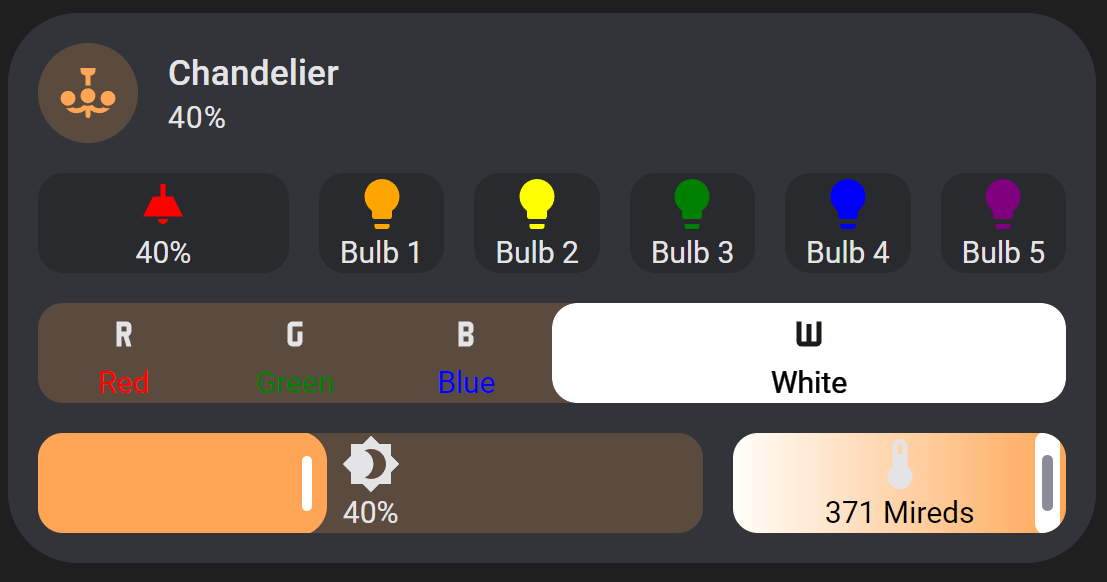 Chandelier
40%
40% Bulb 1 Bulb 2 Bulb 3 Bulb 4 Bulb 5
R G B W
Red Green Blue White
40% 371 Mireds